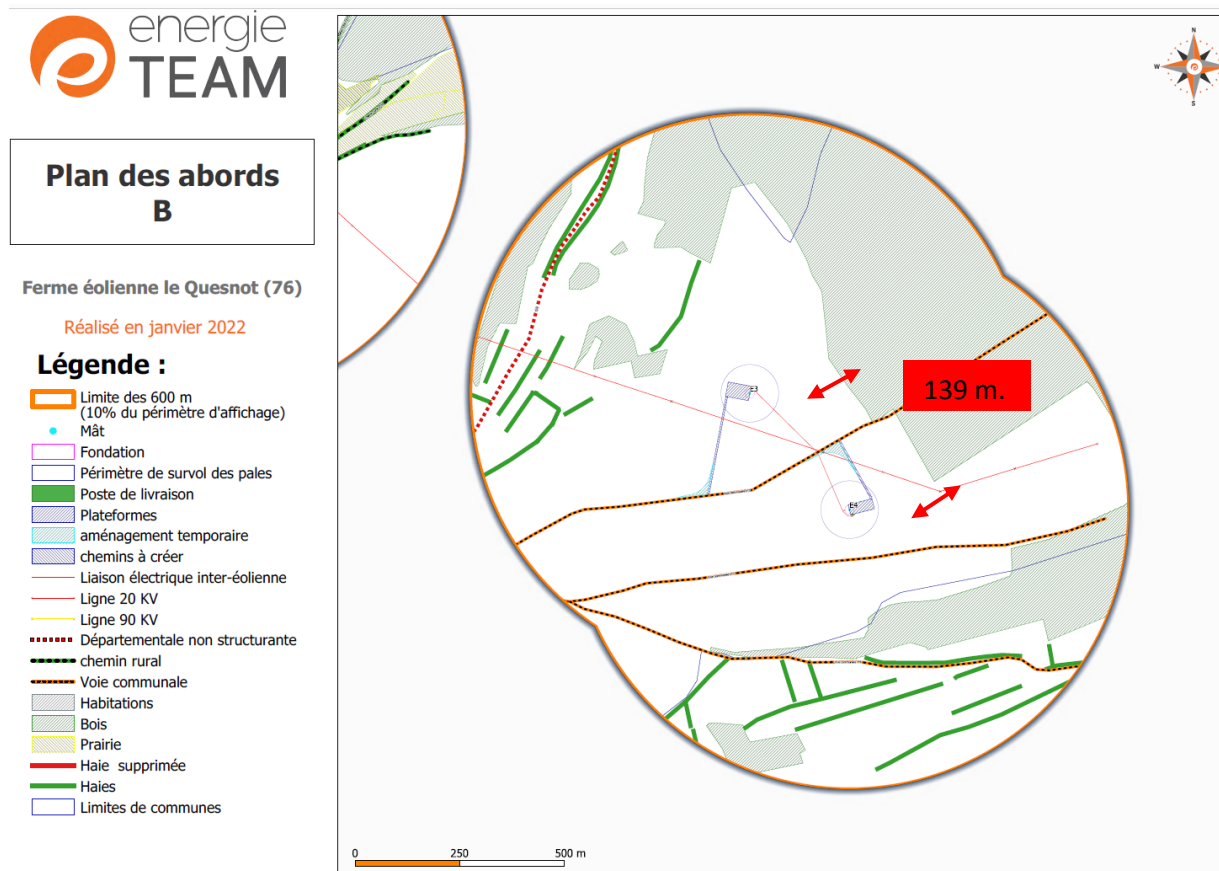 energie
TEAM
Plan des abords
B
Ferme éolienne le Quesnot (76)
Réalisé en janvier 2022
Légende :
Limite des 600 m
(10% du périmètre d'affichage)
Mât
Fondation
Périmètre de survol des pales
Poste de livraison
Plateformes
aménagement temporaire
chemins à créer
Liaison électrique inter-éolienne
Ligne 20 KV
Ligne 90 KV
Départementale non structurante
chemin rural
Voie communale
Habitations
Bois
Prairie
Haie supprimée
Haies
Limites de communes
N
W
S
E3
139 m.
E4
0
250
500 m